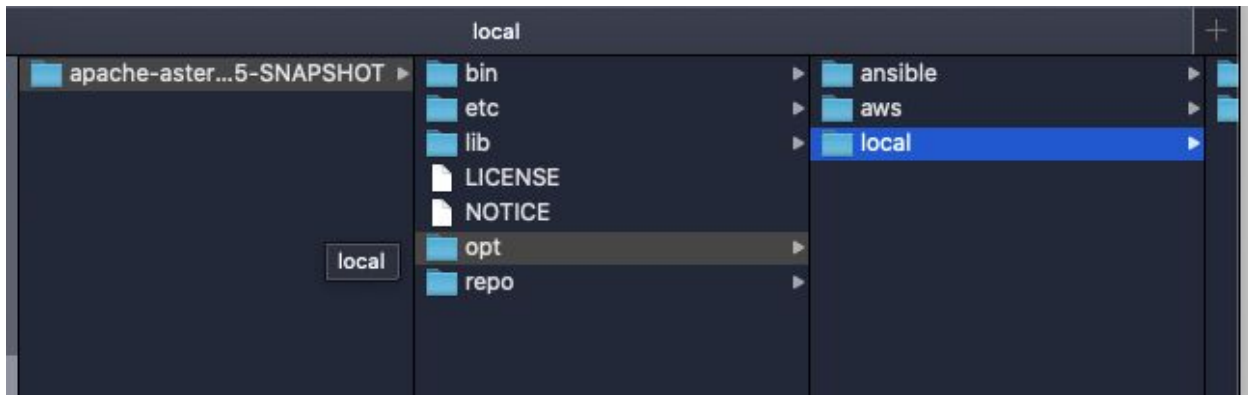 local
apache-aster...5-SNAPSHOT
bin
etc
lib
LICENSE
NOTICE
opt
repo
ansible
aws
local
local